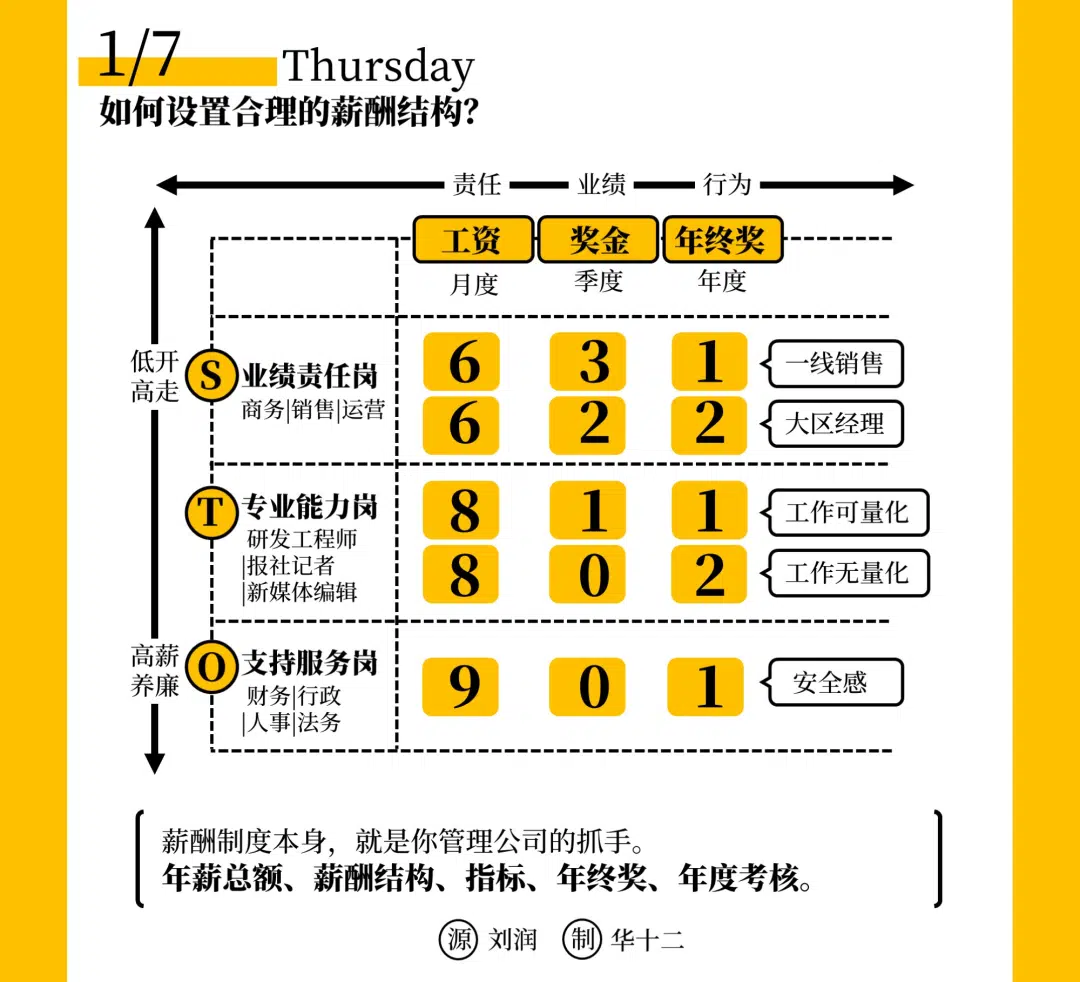 1/7 Thursday
如何设置合理的薪酬结构?
责任 业绩 行为
工资 奖金 年终奖
月度 季度 年度
低开
高走
S 业绩责任岗
商务|销售|运营
6 3 1 一线销售
6 2 2 大区经理
T 专业能力岗
研发工程师
|报社记者
|新媒体编辑
8 1 1 工作可量化
8 0 2 工作无量化
高薪
养廉
O 支持服务岗
财务|行政
|人事|法务
9 0 1 安全感
薪酬制度本身，就是你管理公司的抓手。
年薪总额、薪酬结构、指标、年终奖、年度考核。
源 刘润 制 华十二